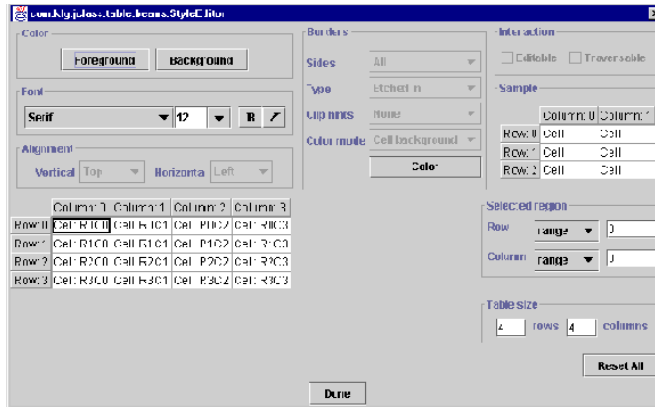 com.klg.jclass.table.beans.StyleEditor
Color
Foreground Background
Font
Serif 12 B I
Alignment
Vertical Top Horizontal Left
Borders
Sides All
Type Etched In
Clip hints None
Color mode Cell background
Color
Interaction
Editable Traversable
Sample
Column: 0 Column: 1
Row: 0 Cell Cell
Row: 1 Cell Cell
Row: 2 Cell Cell
Column: 0 Column: 1 Column: 2 Column: 3
Row: 0 Cell: R0C0 Cell: R0C1 Cell: R0C2 Cell: R0C3
Row: 1 Cell: R1C0 Cell: R1C1 Cell: R1C2 Cell: R1C3
Row: 2 Cell: R2C0 Cell: R2C1 Cell: R2C2 Cell: R2C3
Row: 3 Cell: R3C0 Cell: R3C1 Cell: R3C2 Cell: R3C3
Selected region
Row range 0
Column range 0
Table size
4 rows 4 columns
Reset All
Done